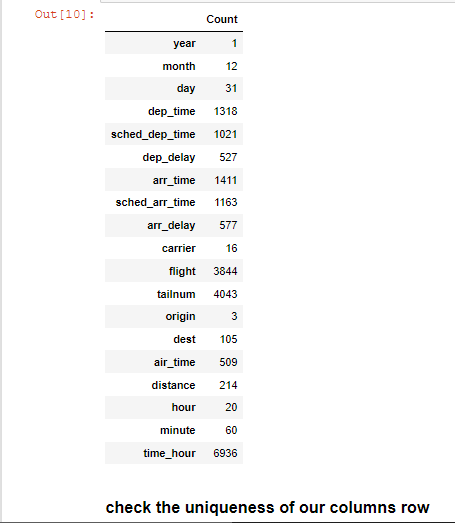 Out[10]:
Count
year 1
month 12
day 31
dep_time 1318
sched_dep_time 1021
dep_delay 527
arr_time 1411
sched_arr_time 1163
arr_delay 577
carrier 16
flight 3844
tailnum 4043
origin 3
dest 105
air_time 509
distance 214
hour 20
minute 60
time_hour 6936
check the uniqueness of our columns row